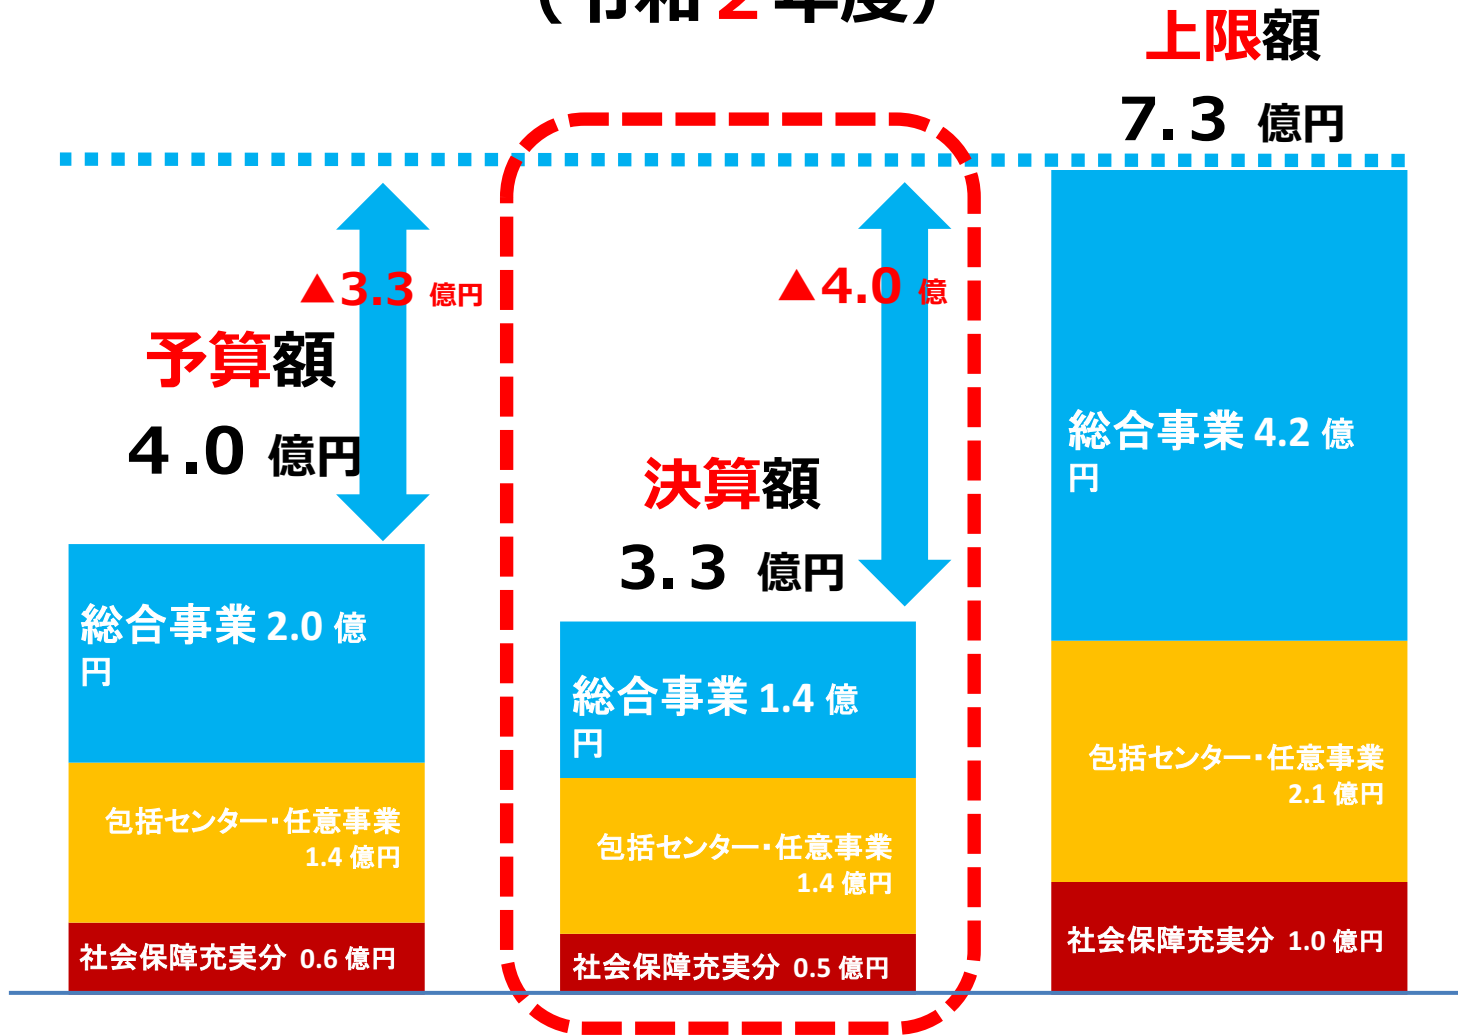 （令和２年度）
上限額
7.3 億円
▲3.3 億円
▲4.0 億
予算額
4.0 億円
決算額
3.3 億円
総合事業 2.0 億
円
包括センター・任意事業
1.4 億円
社会保障充実分 0.6 億円
総合事業 1.4 億
円
包括センター・任意事業
1.4 億円
社会保障充実分 0.5 億円
総合事業 4.2 億
円
包括センター・任意事業
2.1 億円
社会保障充実分 1.0 億円